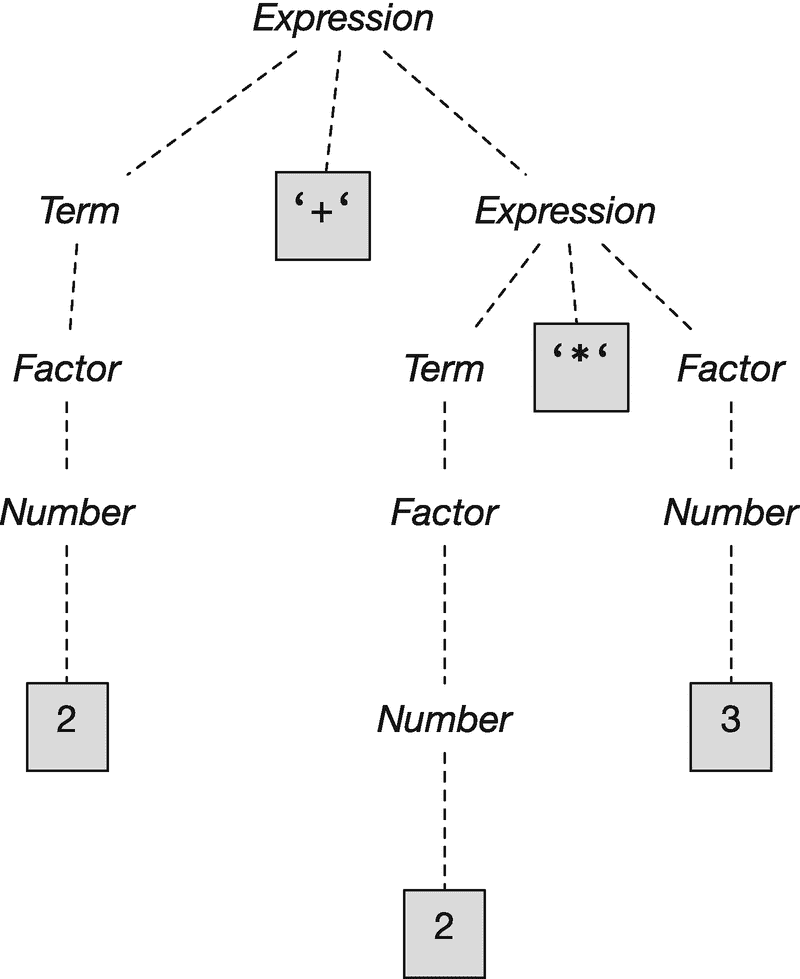 Expression
Term ‘+‘ Expression
Factor Term ‘*‘ Factor
Number Factor Number
2 Number 3
2